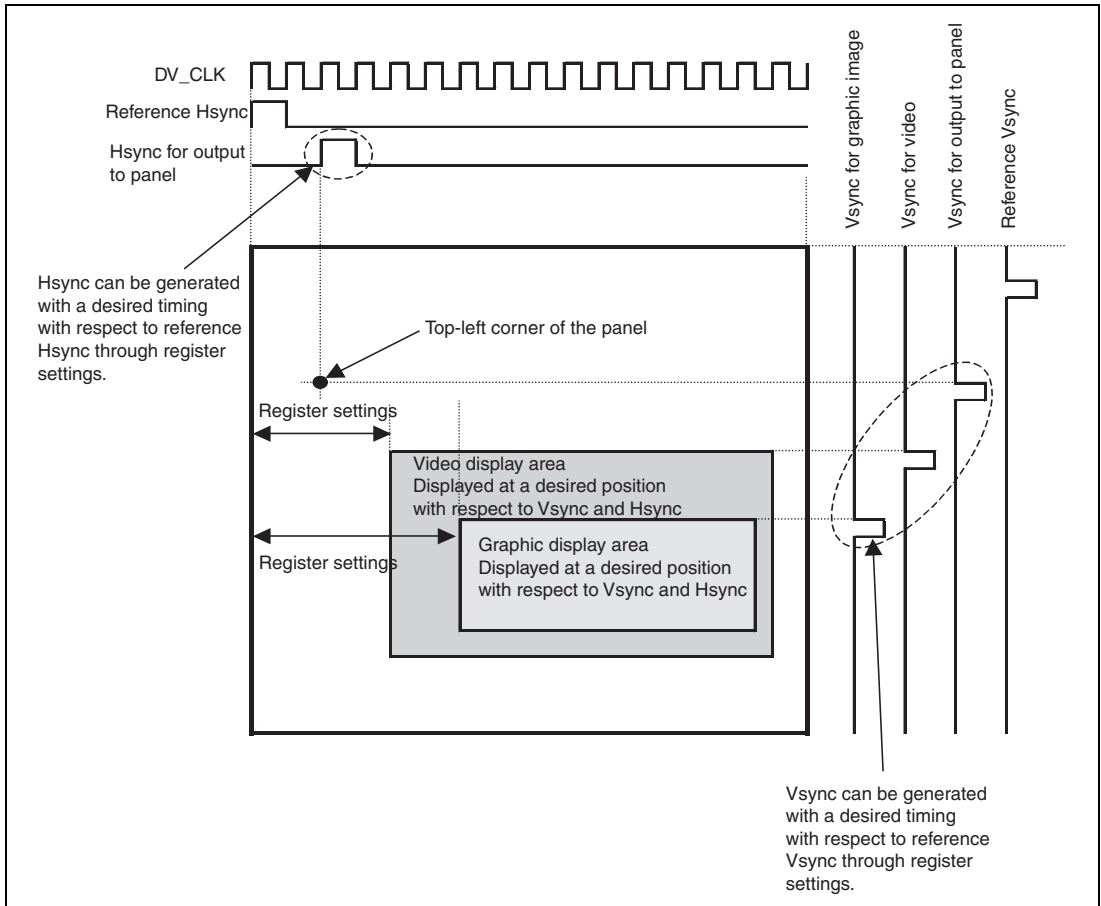 DV_CLK
Reference Hsync
Hsync for output
to panel
Vsync for graphic image
Vsync for video
Vsync for output to panel
Reference Vsync
Hsync can be generated
with a desired timing
with respect to reference
Hsync through register
settings.
Top-left corner of the panel
Register settings
Video display area
Displayed at a desired position
with respect to Vsync and Hsync
Register settings
Graphic display area
Displayed at a desired position
with respect to Vsync and Hsync
Vsync can be generated
with a desired timing
with respect to reference
Vsync through register
settings.